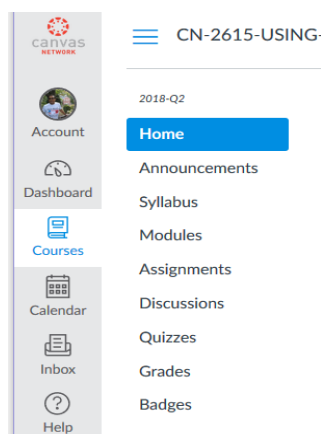 canvas
NETWORK
Account
Dashboard
Courses
Calendar
Inbox
Help
CN-2615-USING-
2018-Q2
Home
Announcements
Syllabus
Modules
Assignments
Discussions
Quizzes
Grades
Badges